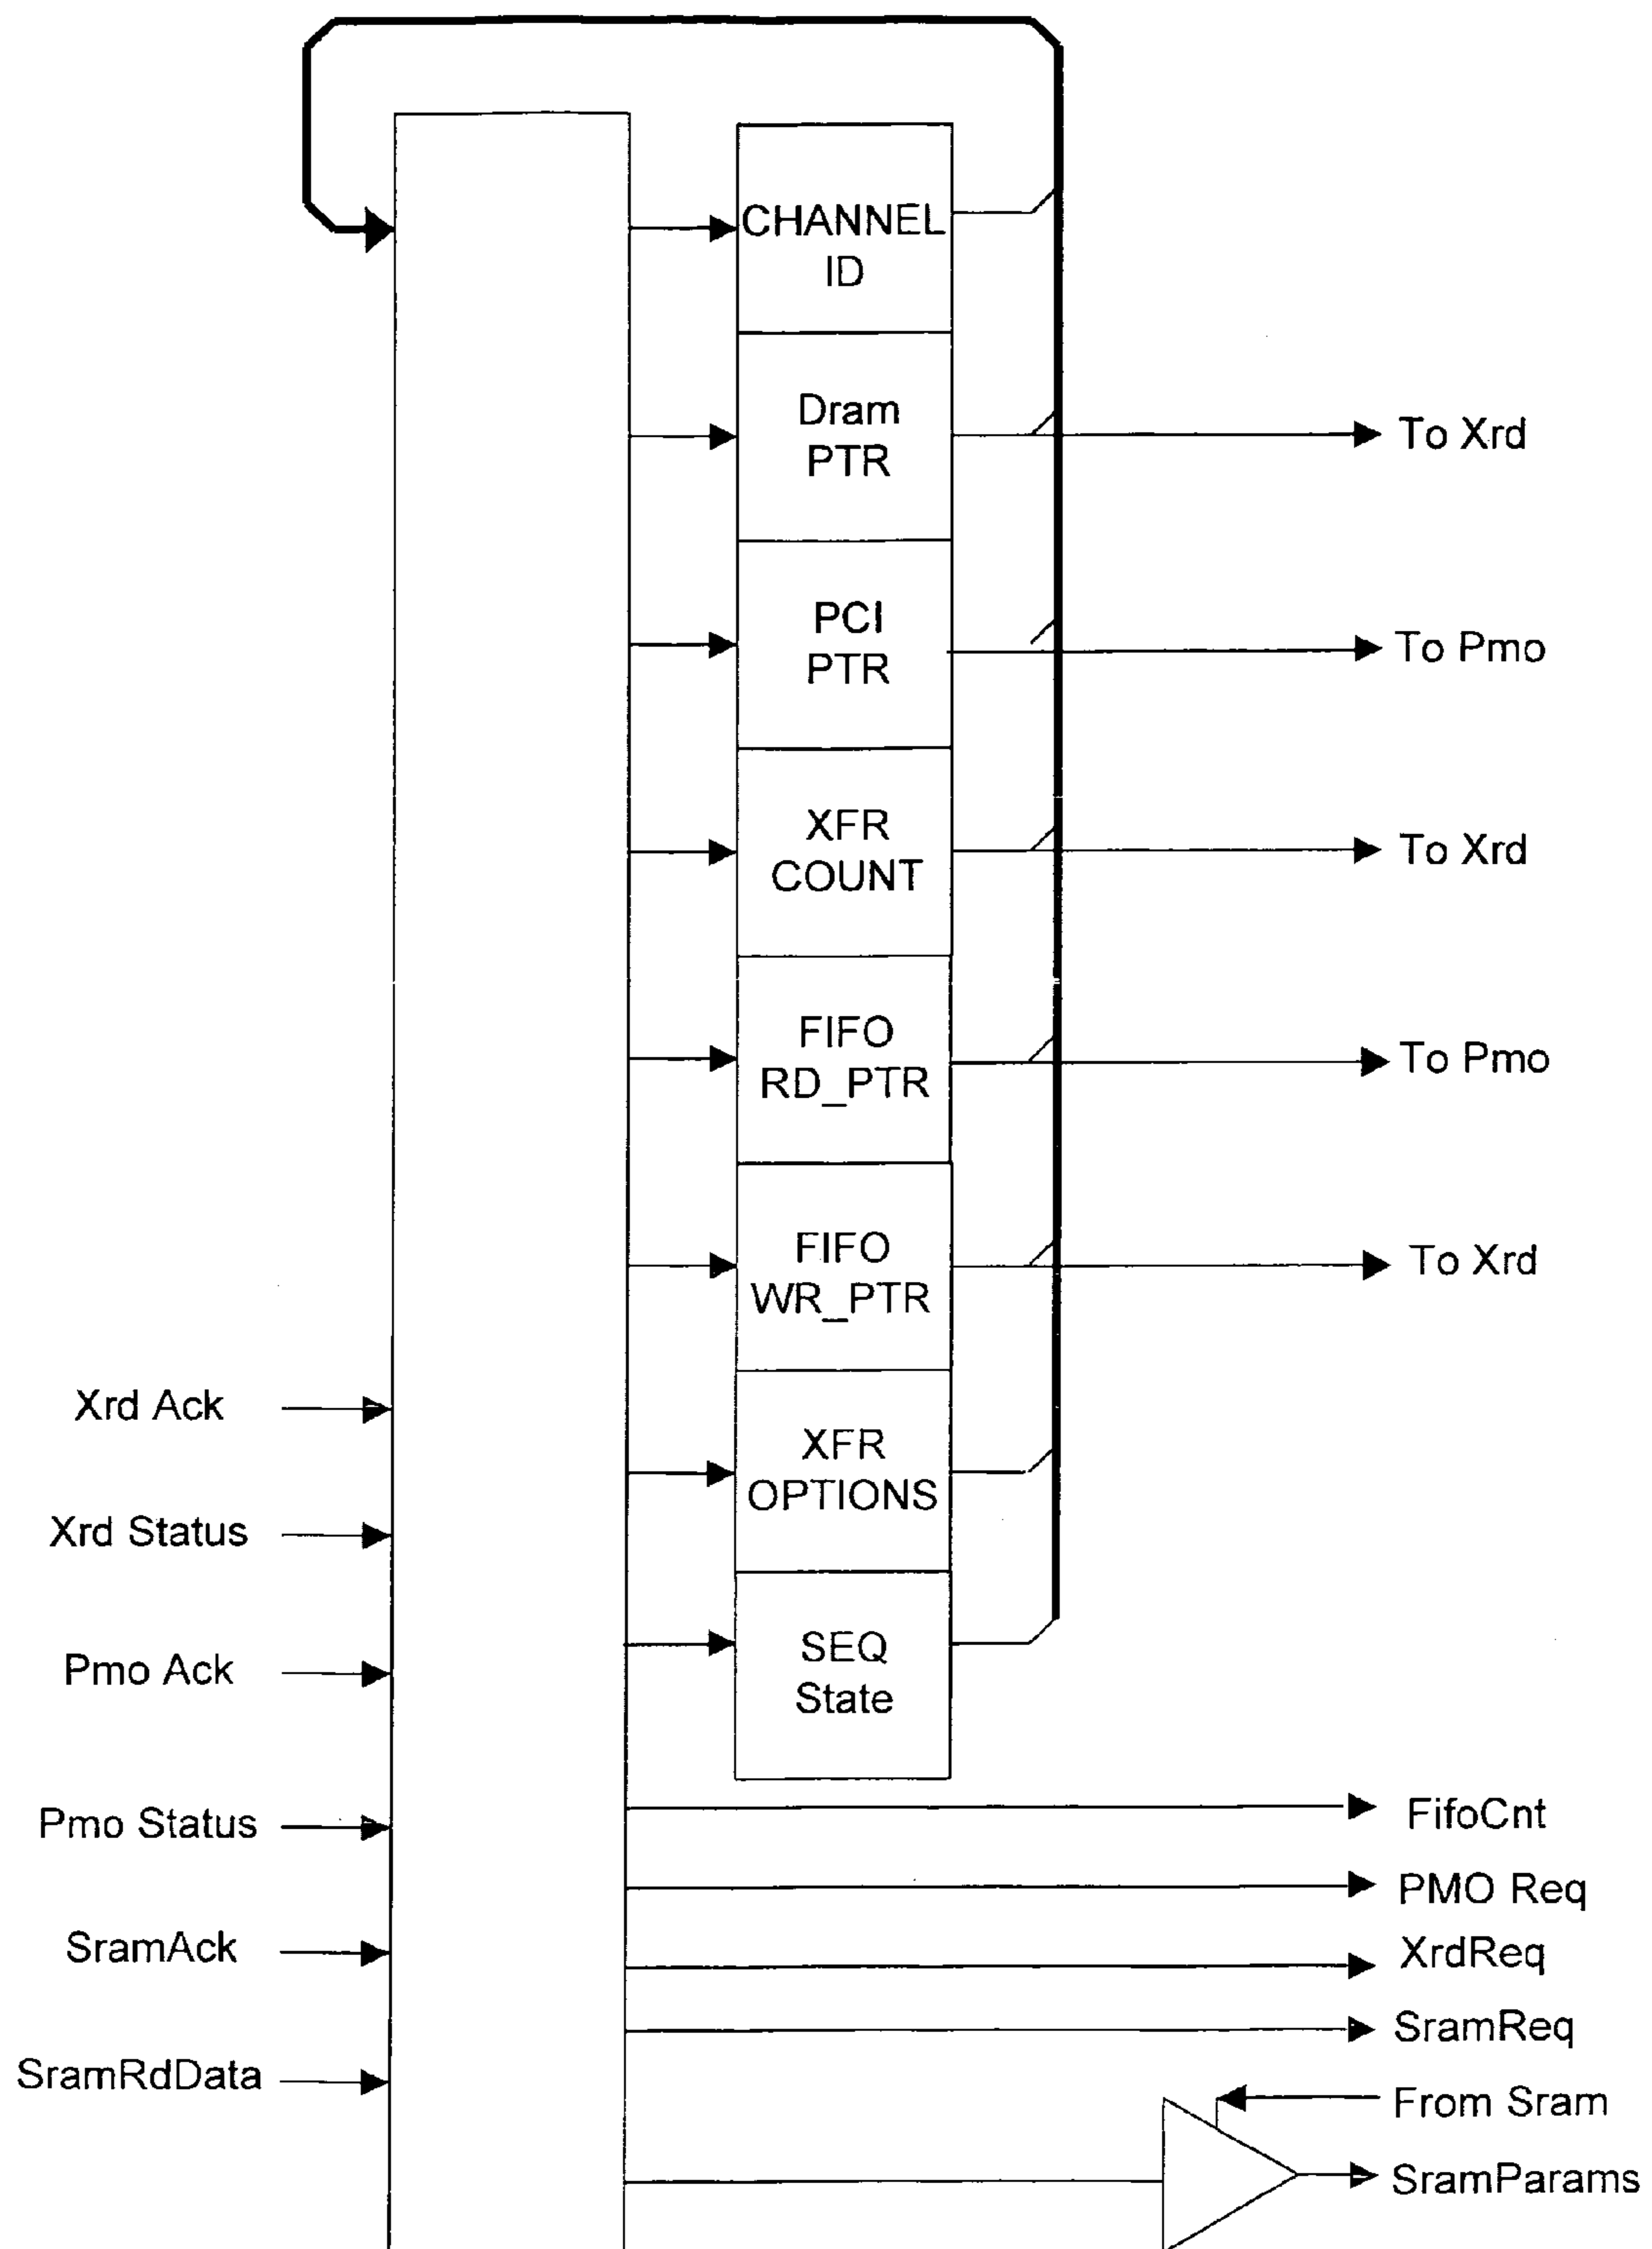 CHANNEL
ID
Dram
PTR
To Xrd
PCI
PTR
To Pmo
XFR
COUNT
To Xrd
FIFO
RD_PTR
To Pmo
FIFO
WR_PTR
To Xrd
Xrd Ack
XFR
OPTIONS
Xrd Status
SEQ
State
Pmo Ack
Pmo Status
FifoCnt
PMO Req
SramAck
XrdReq
SramReq
SramRdData
From Sram
SramParams